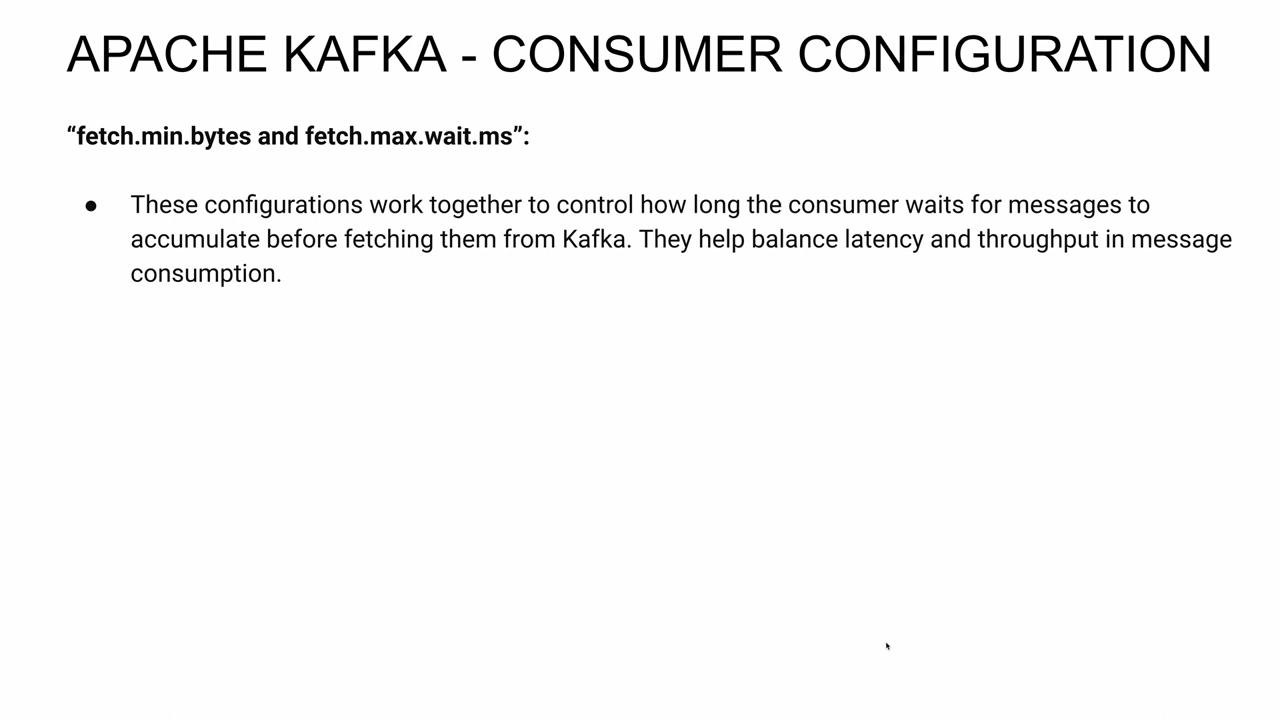 APACHE KAFKA - CONSUMER CONFIGURATION
“fetch.min.bytes and fetch.max.wait.ms”:
● These configurations work together to control how long the consumer waits for messages to
accumulate before fetching them from Kafka. They help balance latency and throughput in message
consumption.